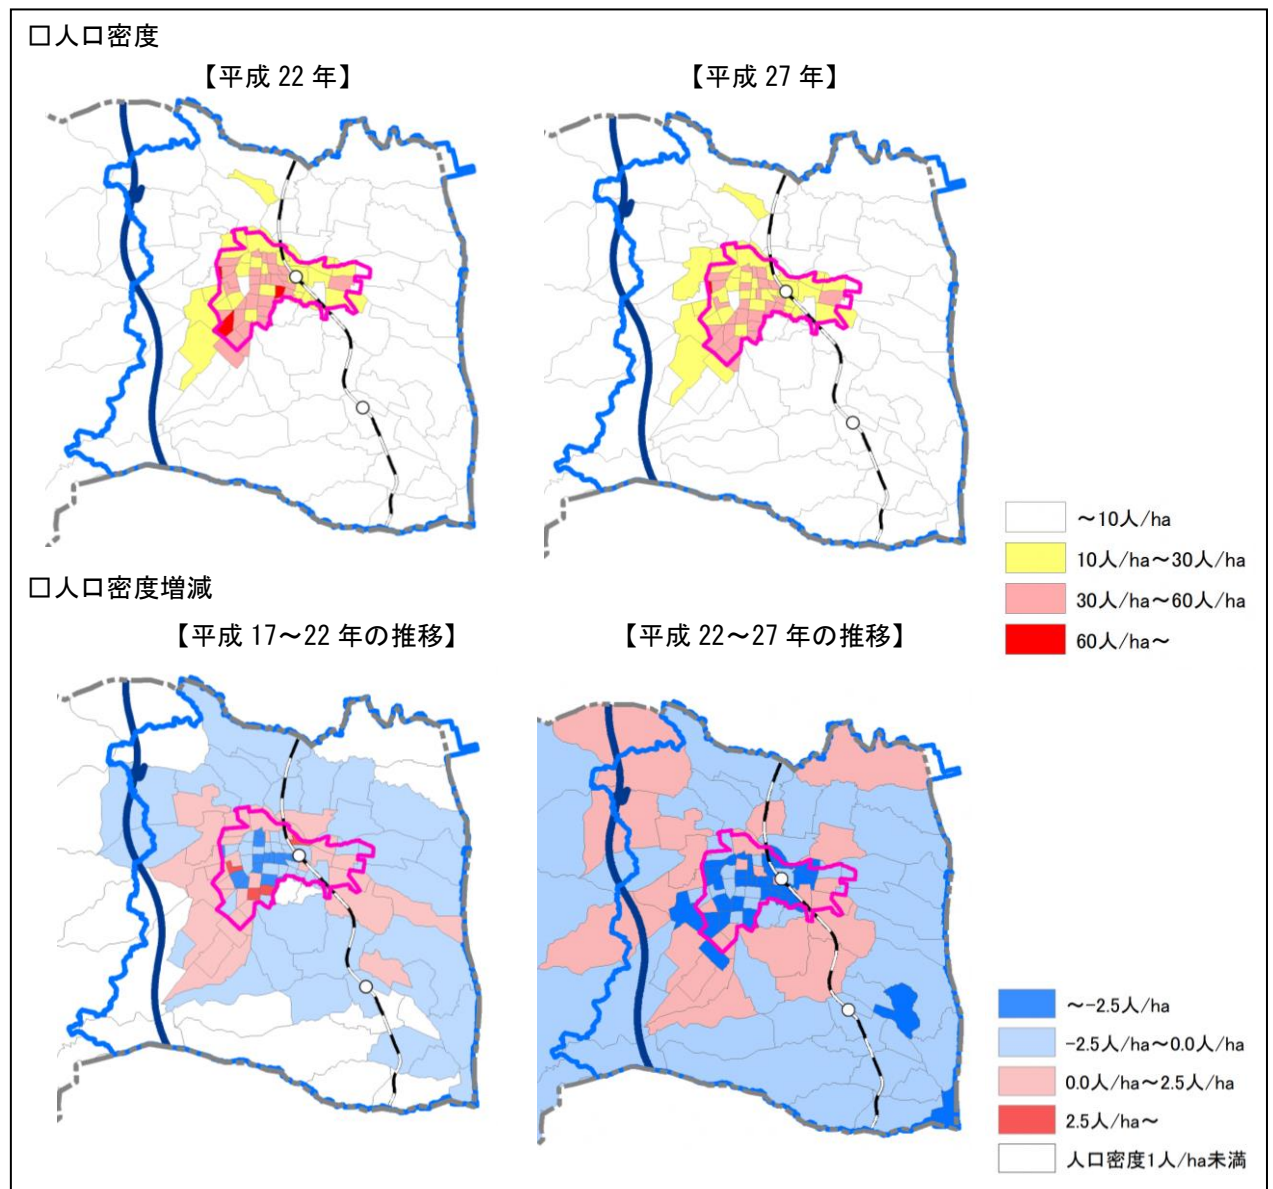 □人口密度
【平成 22 年】
【平成 27 年】
～10人/ha
10人/ha～30人/ha
30人/ha～60人/ha
60人/ha～
□人口密度増減
【平成 17～22 年の推移】
【平成 22～27 年の推移】
～-2.5人/ha
-2.5人/ha～0.0人/ha
0.0人/ha～2.5人/ha
2.5人/ha～
人口密度1人/ha未満